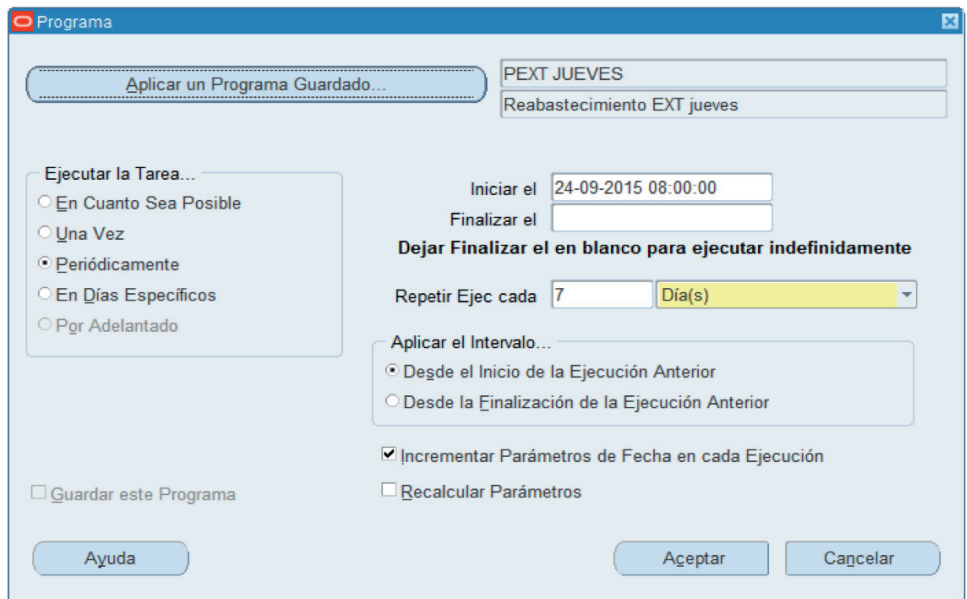 Programa
Aplicar un Programa Guardado...
PEXT JUEVES
Reabastecimiento EXT jueves
Ejecutar la Tarea...
En Cuanto Sea Posible
Una Vez
Periódicamente
En Días Específicos
Por Adelantado
Iniciar el 24-09-2015 08:00:00
Finalizar el
Dejar Finalizar el en blanco para ejecutar indefinidamente
Repetir Ejec cada 7 Día(s)
Aplicar el Intervalo...
Desde el Inicio de la Ejecución Anterior
Desde la Finalización de la Ejecución Anterior
Incrementar Parámetros de Fecha en cada Ejecución
Guardar este Programa
Recalcular Parámetros
Ayuda
Aceptar
Cancelar